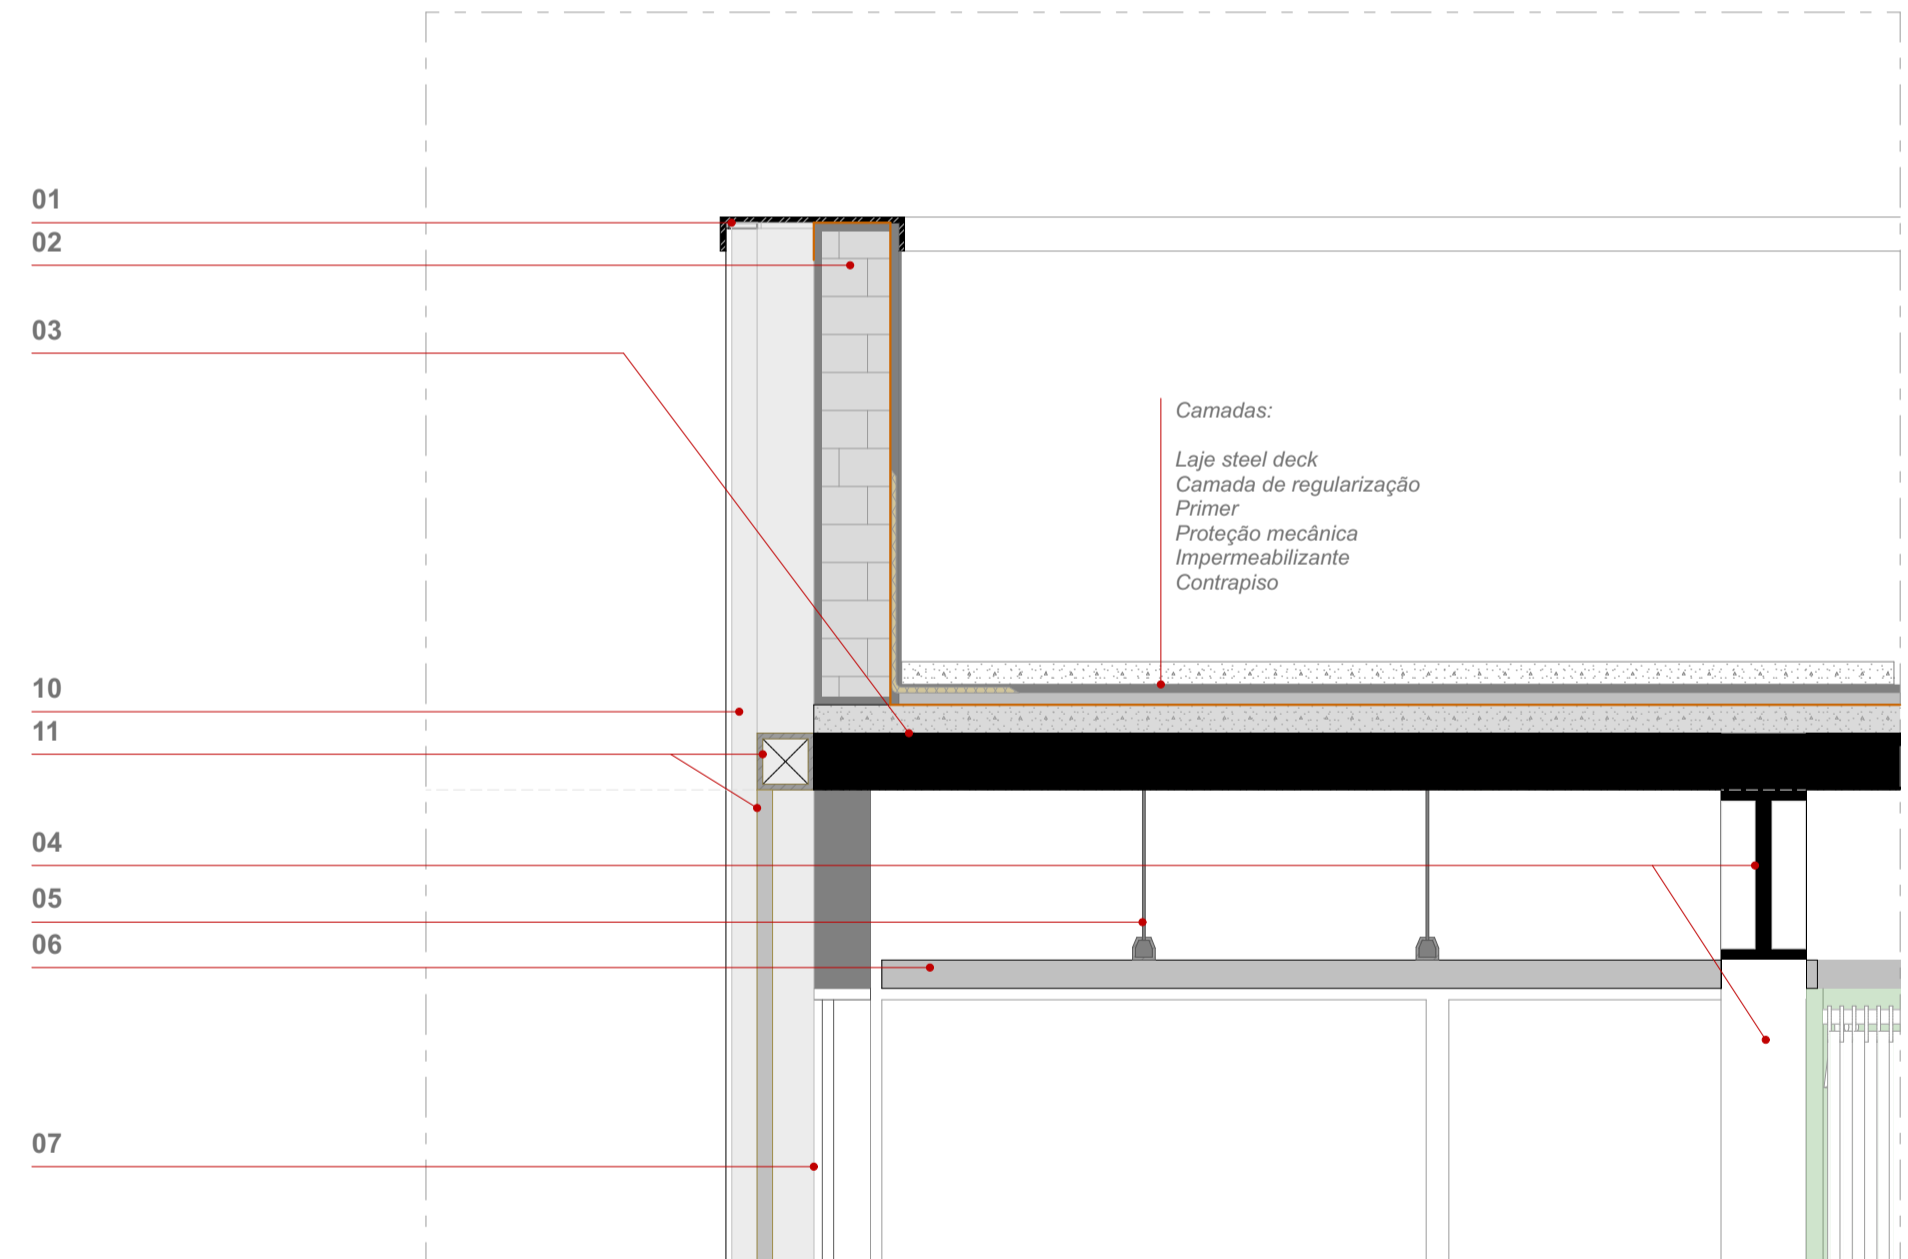 01
02
03
Camadas:
Laje steel deck
Camada de regularização
Primer
Proteção mecânica
Impermeabilizante
Contrapiso
10
11
04
05
06
07